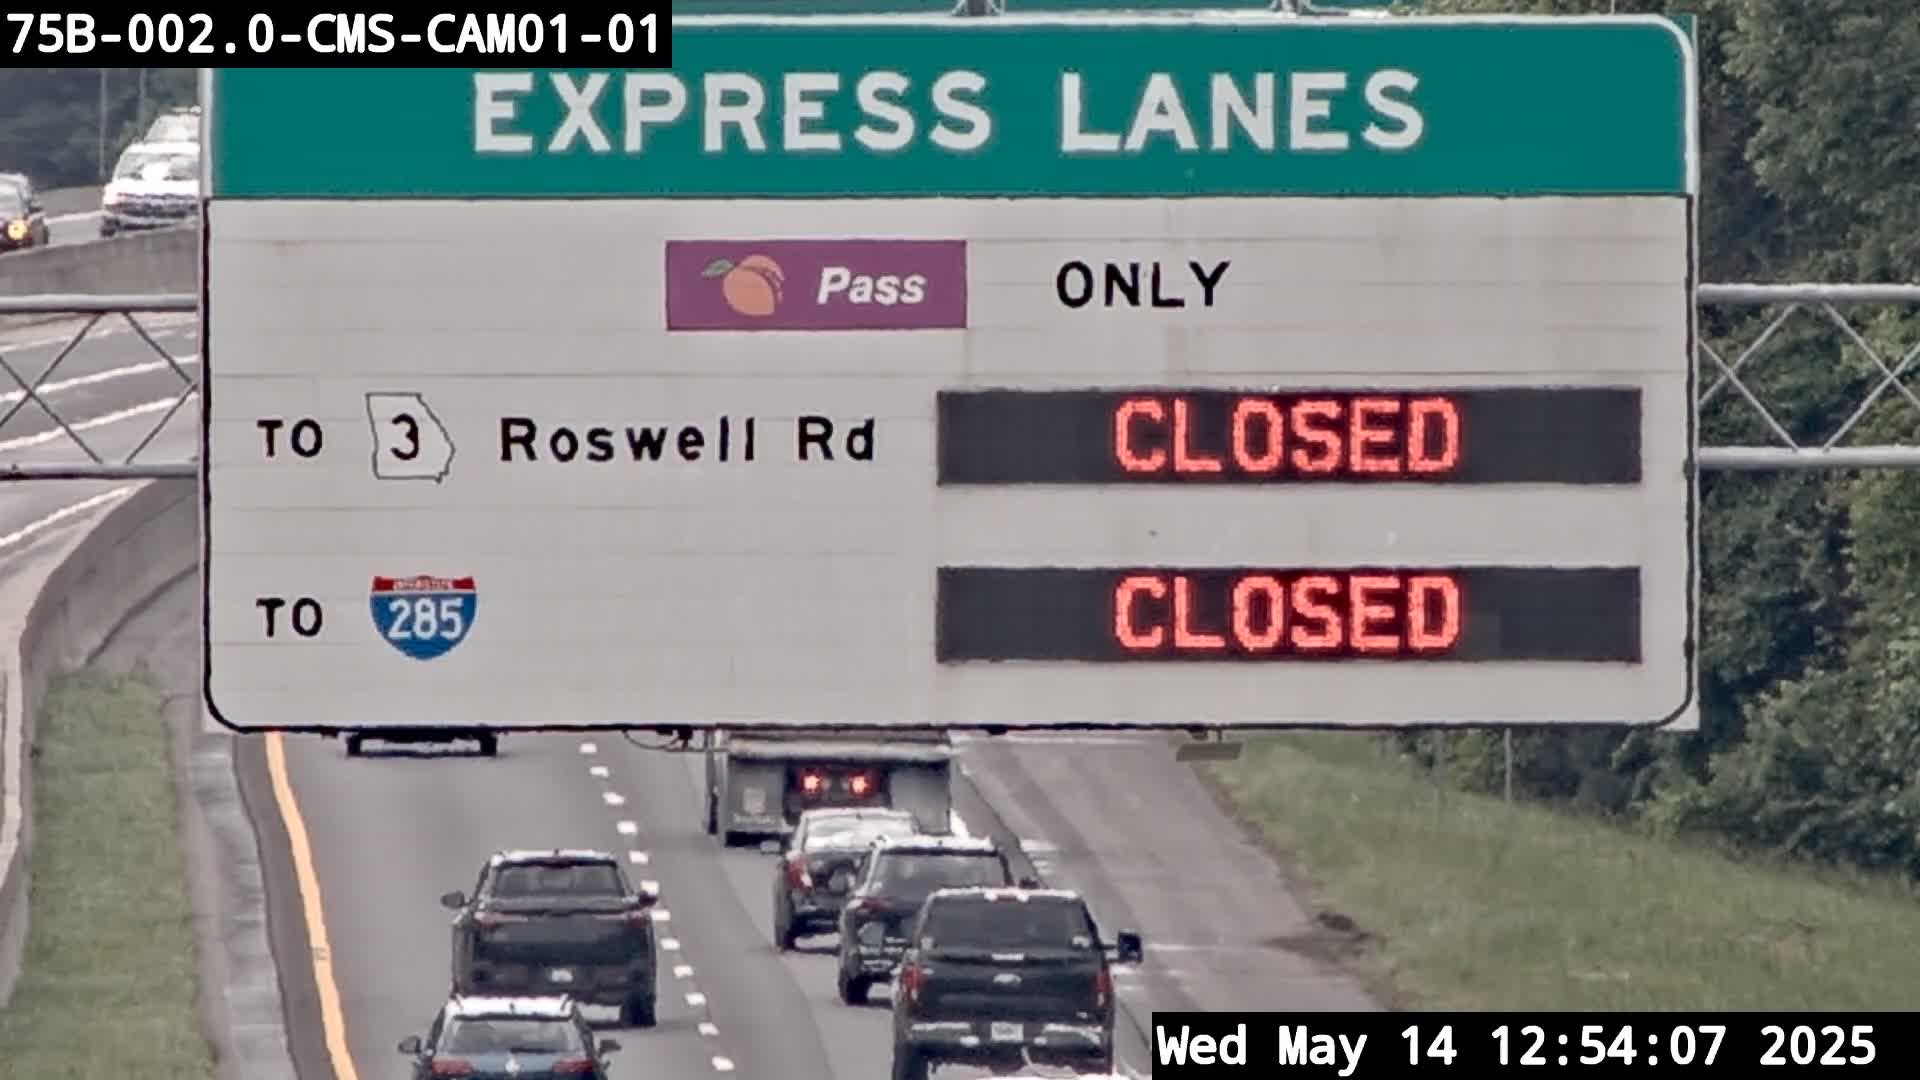 75B-002.0-CMS-CAM01-01
EXPRESS LANES
Pass ONLY
TO 3 Roswell Rd CLOSED
INTERSTATE
TO 285 CLOSED
Wed May 14 12:54:07 2025